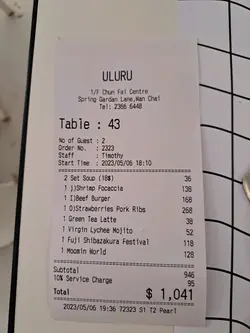 ULURU
1/F Chun Fai Centre
Spring Gardan Lane,Wan Chai
Tel: 2366 6448
Table : 43
No of Guest : 2
Order No. : 2323
Staff : Timothy
Start Time : 2023/05/06 18:10
2 Set Soup (18$) 36
1 j)Shrimp Focaccia 138
1 I)Beef Burger 168
1 O)Strawberries Pork Ribs 268
1 Green Tea Latte 38
1 Virgin Lychee Mojito 52
1 Fuji Shibazakura Festival 118
1 Moomin World 128
Subtotal 946
10% Service Charge 95
Total $ 1,041
2023/05/06 19:36 72323 S1 T2 Pearl